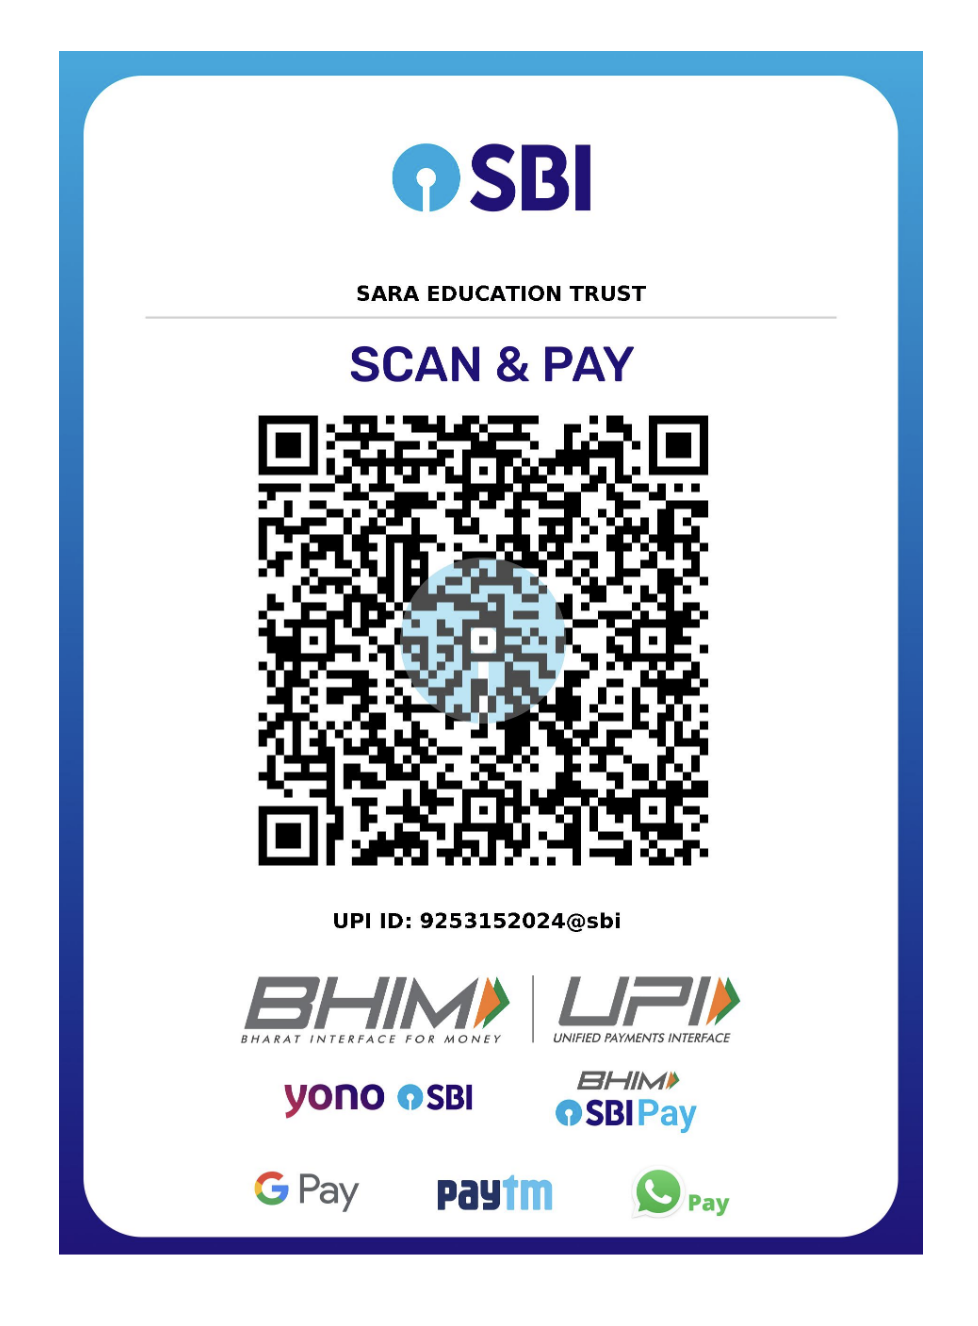 SBI
SARA EDUCATION TRUST
SCAN & PAY
UPI ID: 9253152024@sbi
BHIM UPI
BHARAT INTERFACE FOR MONEY UNIFIED PAYMENTS INTERFACE
yono SBI BHIM
SBI Pay
G Pay paytm Pay